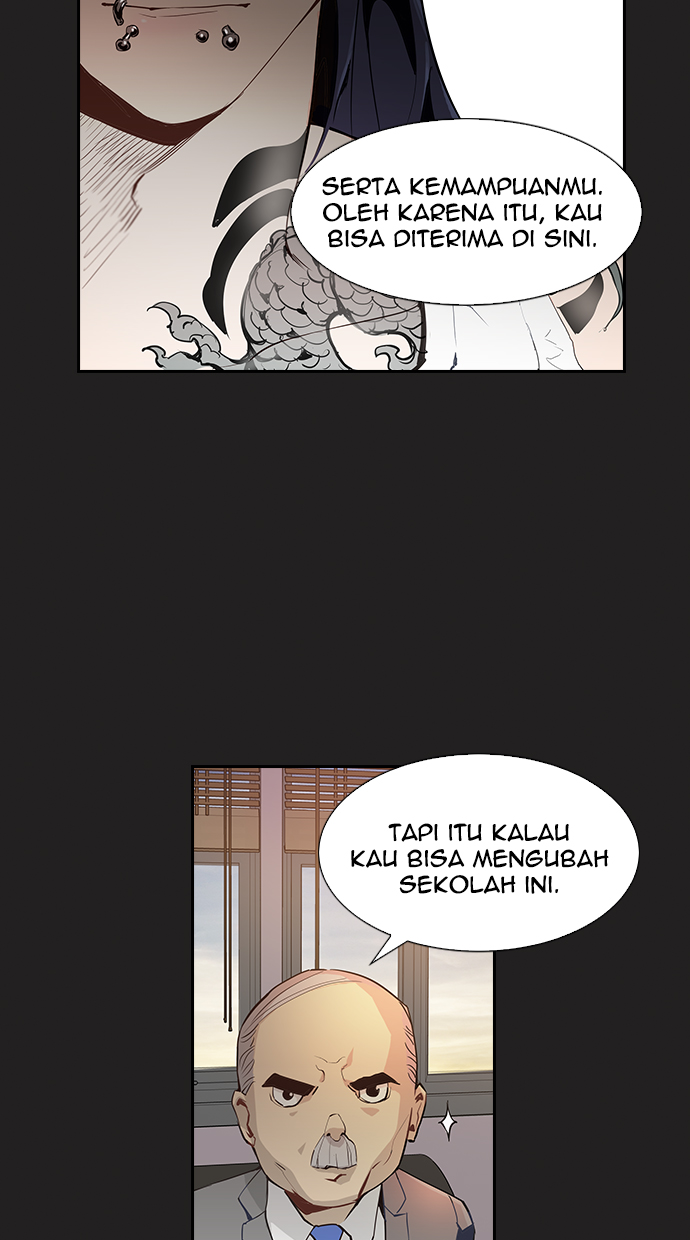 SERTA KEMAMPUANMU.
OLEH KARENA ITU, KAU
BISA DITERIMA DI SINI.
TAPI ITU KALAU
KAU BISA MENGUBAH
SEKOLAH INI.